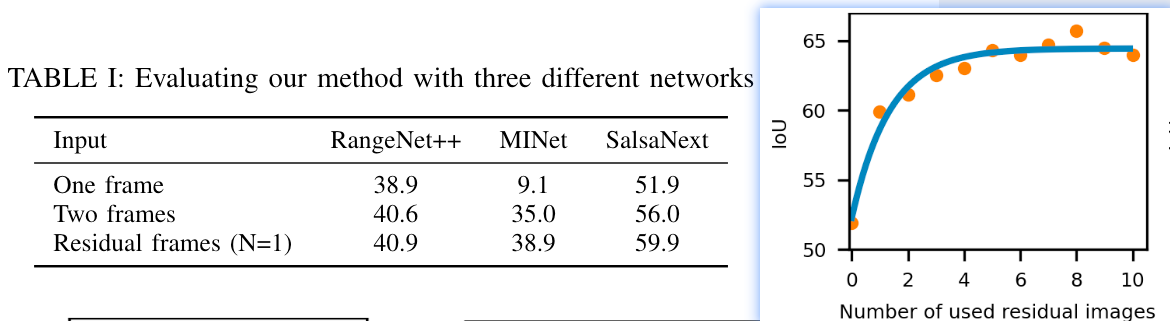 TABLE I: Evaluating our method with three different networks
Input RangeNet++ MINet SalsaNext
One frame 38.9 9.1 51.9
Two frames 40.6 35.0 56.0
Residual frames (N=1) 40.9 38.9 59.9
IoU
65
60
55
50
0 2 4 6 8 10
Number of used residual images